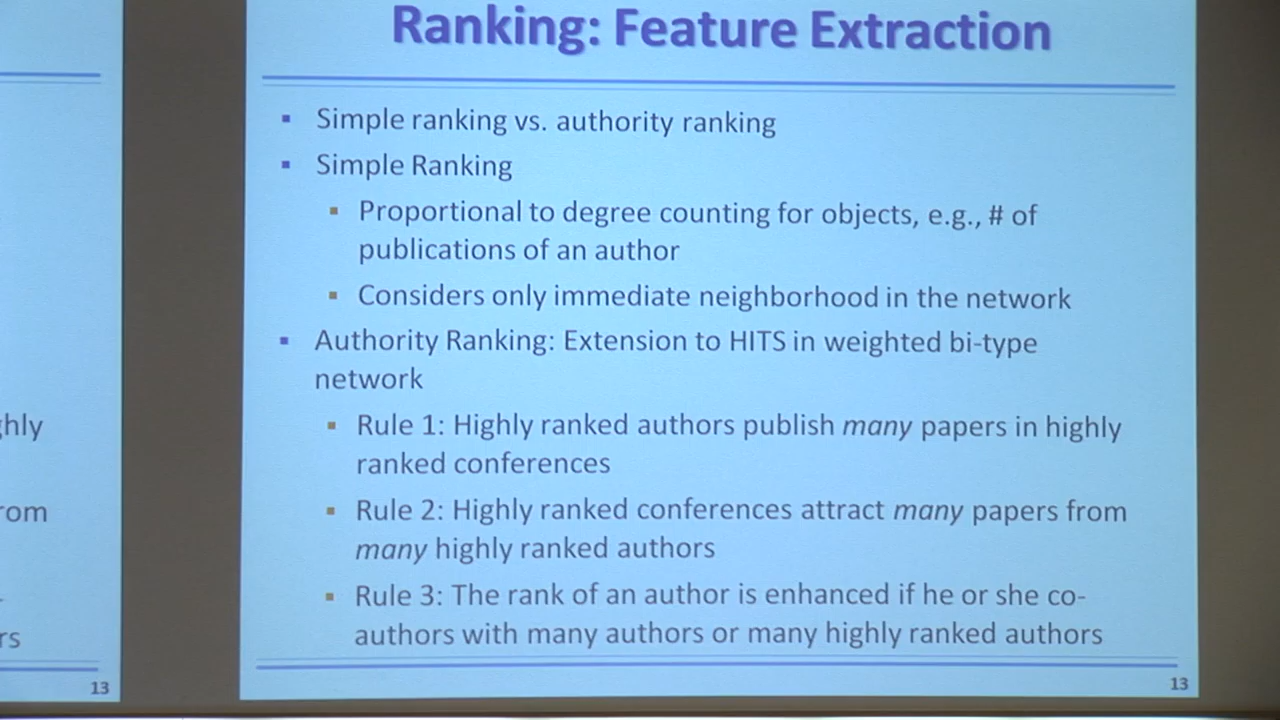 Ranking: Feature Extraction
Simple ranking vs. authority ranking
Simple Ranking
Proportional to degree counting for objects, e.g., # of
publications of an author
Considers only immediate neighborhood in the network
Authority Ranking: Extension to HITS in weighted bi-type
network
Rule 1: Highly ranked authors publish many papers in highly
ranked conferences
Rule 2: Highly ranked conferences attract many papers from
many highly ranked authors
Rule 3: The rank of an author is enhanced if he or she co-
authors with many authors or many highly ranked authors
13
13